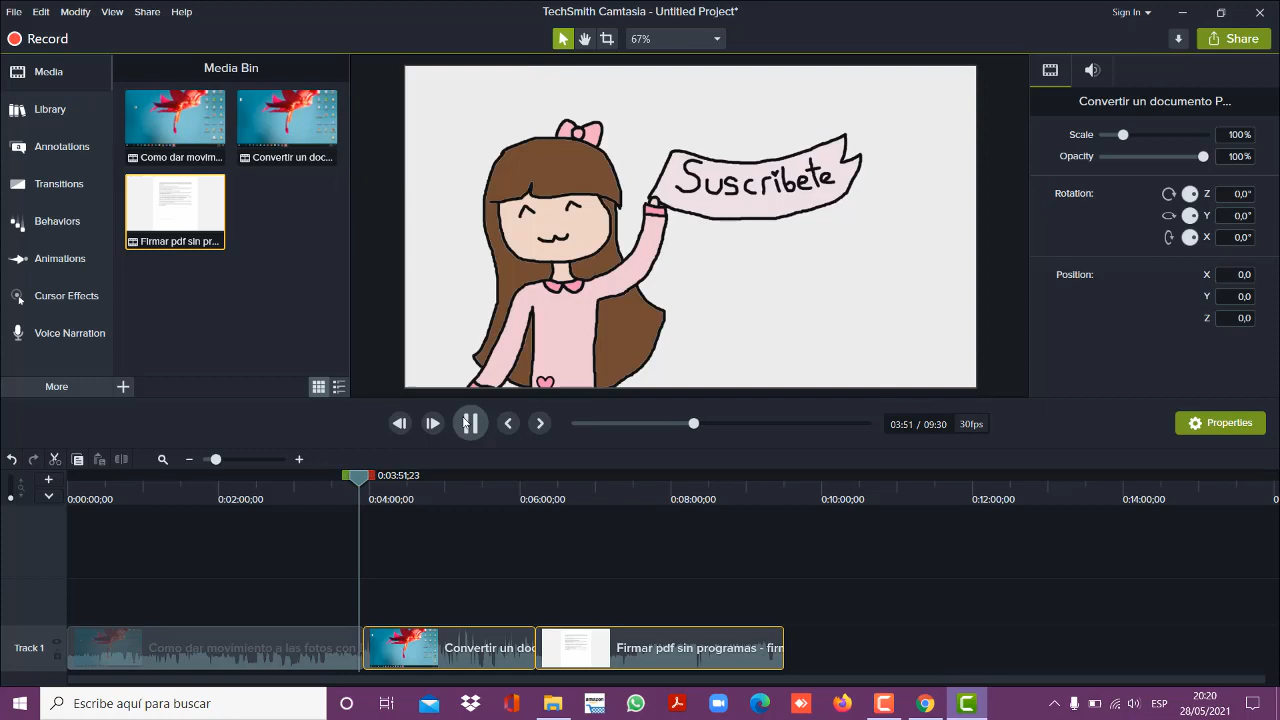 File Edit Modify View Share Help TechSmith Camtasia - Untitled Project* Sign In
Record 67% Share
Media
Library
Annotations
Transitions
Behaviors
Animations
Cursor Effects
Voice Narration
More
Media Bin
Como dar movim... Convertir un doc...
Firmar pdf sin pr...
Suscribete
Convertir un documento P...
Scale 100%
Opacity 100%
Rotation: Z 0,0°
Y 0,0°
X 0,0°
Position: X 0,0
Y 0,0
Z 0,0
03:51 / 09:30 30fps Properties
0:03:51;23
0:00:00;00 0:02:00;00 0:04:00;00 0:06:00;00 0:08:00;00 0:10:00;00 0:12:00;00 0:14:00;00 0
Como dar movimiento a las Convertir un doc Firmar pdf sin programas - firm
Escribe aquí para buscar
amazon
ESP
20:20
28/05/2021